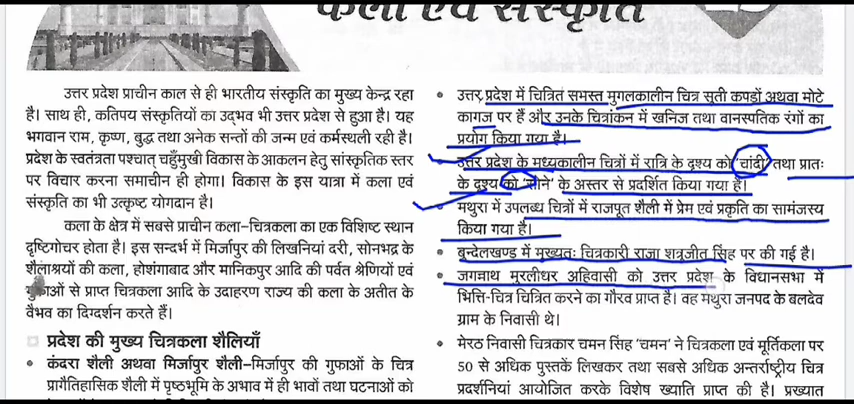 कला एवं संस्कृति
उत्तर प्रदेश प्राचीन काल से ही भारतीय संस्कृति का मुख्य केन्द्र रहा
है। साथ ही, कतिपय संस्कृतियों का उद्भव भी उत्तर प्रदेश से हुआ है। यह
भगवान राम, कृष्ण, बुद्ध तथा अनेक सन्तों की जन्म एवं कर्मस्थली रही है।
प्रदेश के स्वतंत्रता पश्चात् चहुँमुखी विकास के आकलन हेतु सांस्कृतिक स्तर
पर विचार करना समाचीन ही होगा। विकास के इस यात्रा में कला एवं
संस्कृति का भी उत्कृष्ट योगदान है।
कला के क्षेत्र में सबसे प्राचीन कला–चित्रकला का एक विशिष्ट स्थान
दृष्टिगोचर होता है। इस सन्दर्भ में मिर्जापुर की लिखनियां दरी, सोनभद्र के
शैलाश्रयों की कला, होशंगाबाद और मानिकपुर आदि की पर्वत श्रेणियों एवं
गुफाओं से प्राप्त चित्रकला आदि के उदाहरण राज्य की कला के अतीत के
वैभव का दिग्दर्शन करते हैं।
प्रदेश की मुख्य चित्रकला शैलियाँ
• कंदरा शैली अथवा मिर्जापुर शैली–मिर्जापुर की गुफाओं के चित्र
प्रागैतिहासिक शैली में पृष्ठभूमि के अभाव में ही भावों तथा घटनाओं को
• उत्तर प्रदेश में चित्रित समस्त मुगलकालीन चित्र सूती कपडों अथवा मोटे
कागज पर हैं और उनके चित्रांकन में खनिज तथा वानस्पतिक रंगों का
प्रयोग किया गया है।
उत्तर प्रदेश के मध्यकालीन चित्रों में रात्रि के दृश्य को 'चांदी' तथा प्रातः
के दृश्य को 'सोने' के अस्तर से प्रदर्शित किया गया है।
• मथुरा में उपलब्ध चित्रों में राजपूत शैली में प्रेम एवं प्रकृति का सामंजस्य
किया गया है।
• बुन्देलखण्ड में मुख्यतः चित्रकारी राजा शत्रुजीत सिंह पर की गई है।
• जगन्नाथ मुरलीधर अहिवासी को उत्तर प्रदेश के विधानसभा में
भित्ति-चित्र चित्रित करने का गौरव प्राप्त है। वह मथुरा जनपद के बलदेव
ग्राम के निवासी थे।
• मेरठ निवासी चित्रकार चमन सिंह 'चमन' ने चित्रकला एवं मूर्तिकला पर
50 से अधिक पुस्तकें लिखकर तथा सबसे अधिक अन्तर्राष्ट्रीय चित्र
प्रदर्शनियां आयोजित करके विशेष ख्याति प्राप्त की है। प्रख्यात